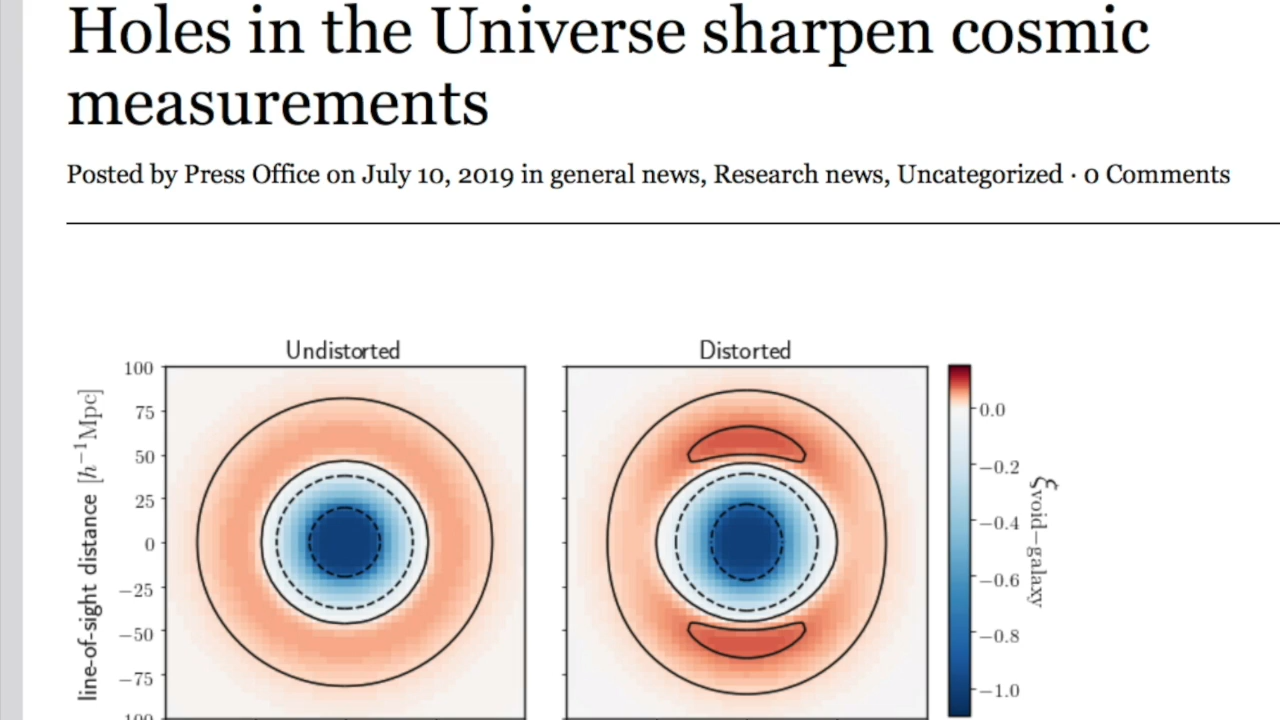 Holes in the Universe sharpen cosmic
measurements
Posted by Press Office on July 10, 2019 in general news, Research news, Uncategorized · 0 Comments
Undistorted
Distorted
100
75
50
25
0
−25
−50
−75
100
line-of-sight distance [h⁻¹Mpc]
0.0
−0.2
−0.4
−0.6
−0.8
−1.0
ξvoid−galaxy